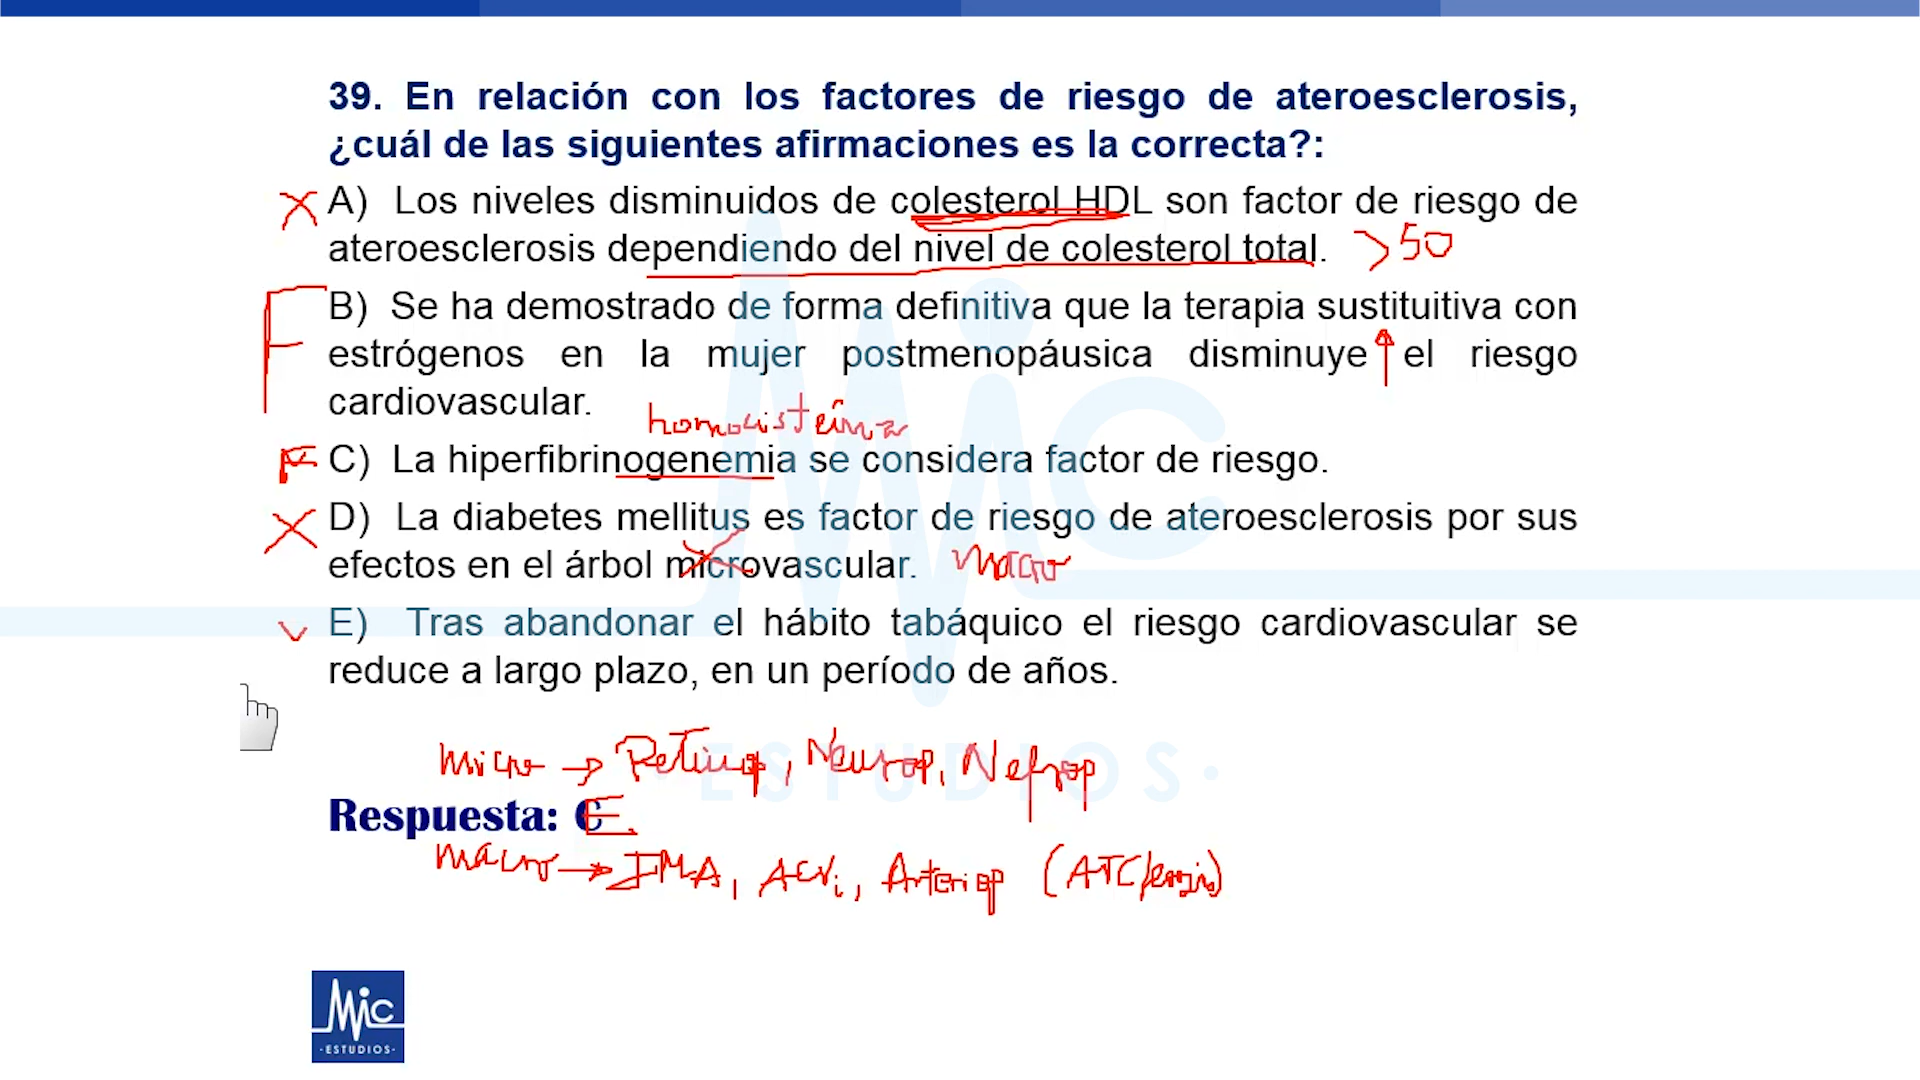 39. En relación con los factores de riesgo de ateroesclerosis,
¿cuál de las siguientes afirmaciones es la correcta?:
A) Los niveles disminuidos de colesterol HDL son factor de riesgo de
ateroesclerosis dependiendo del nivel de colesterol total. >50
F B) Se ha demostrado de forma definitiva que la terapia sustituitiva con
estrógenos en la mujer postmenopáusica disminuye ↑ el riesgo
cardiovascular.
homocisteína
F C) La hiperfibrinogenemia se considera factor de riesgo.
D) La diabetes mellitus es factor de riesgo de ateroesclerosis por sus
efectos en el árbol microvascular. macro
E) Tras abandonar el hábito tabáquico el riesgo cardiovascular se
reduce a largo plazo, en un período de años.
micro → Retinop, Neurop, Nefrop
Respuesta: C E.
macro → IMA, ACVi, Arteriop
MIC
·ESTUDIOS·
MIC
·ESTUDIOS·